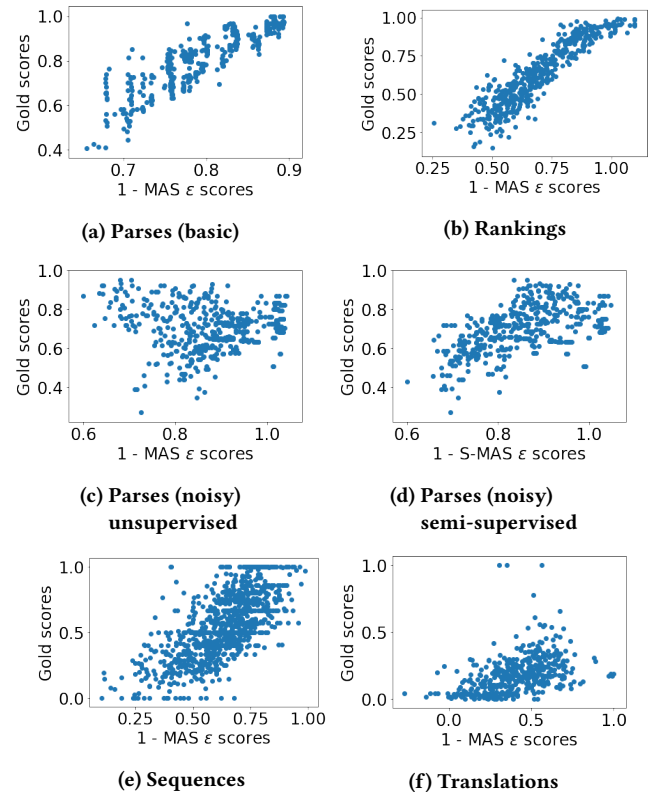 Gold scores
1.0
0.8
0.6
0.4
0.7
0.8
0.9
1 - MAS ε scores
(a) Parses (basic)
Gold scores
1.00
0.75
0.50
0.25
0.25
0.50
0.75
1.00
1 - MAS ε scores
(b) Rankings
Gold scores
1.0
0.8
0.6
0.4
0.6
0.8
1.0
1 - MAS ε scores
(c) Parses (noisy)
unsupervised
Gold scores
1.0
0.8
0.6
0.4
0.6
0.8
1.0
1 - S-MAS ε scores
(d) Parses (noisy)
semi-supervised
Gold scores
1.0
0.5
0.0
0.25
0.50
0.75
1.00
1 - MAS ε scores
(e) Sequences
Gold scores
1.0
0.5
0.0
0.0
0.5
1.0
1 - MAS ε scores
(f) Translations